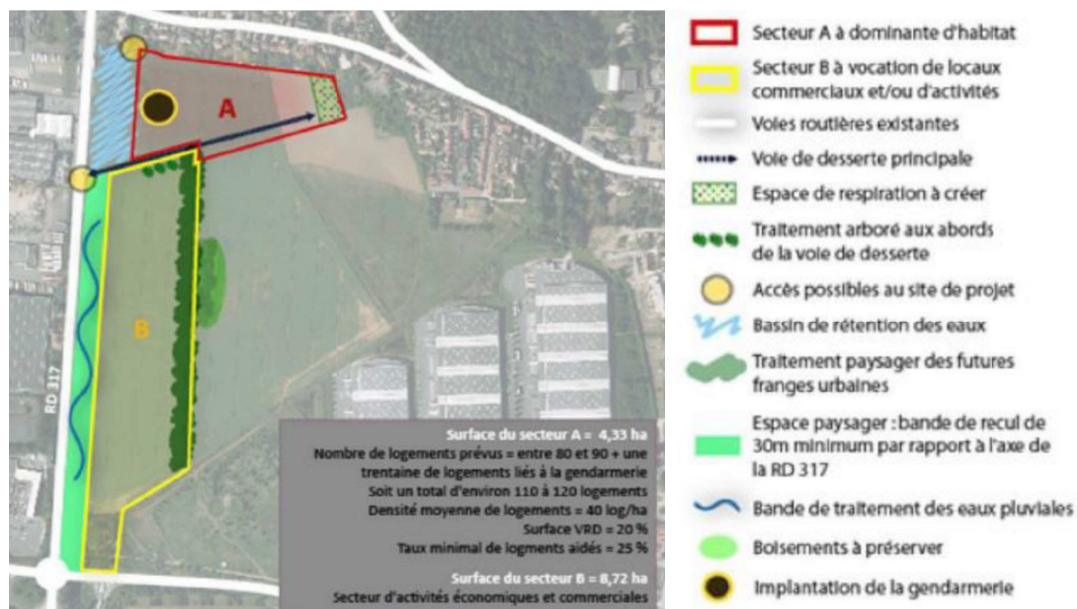 A
B
RD 317
Surface du secteur A = 4,33 ha
Nombre de logements prévus = entre 80 et 90 + une
trentaine de logements liés à la gendarmerie
Soit un total d'environ 110 à 120 logements
Densité moyenne de logements = 40 log/ha
Surface VRD = 20 %
Taux minimal de logments aidés = 25 %
Surface du secteur B = 8,72 ha
Secteur d'activités économiques et commerciales
Secteur A à dominante d'habitat
Secteur B à vocation de locaux
commerciaux et/ou d'activités
Voies routières existantes
Voie de desserte principale
Espace de respiration à créer
Traitement arboré aux abords
de la voie de desserte
Accès possibles au site de projet
Bassin de rétention des eaux
Traitement paysager des futures
franges urbaines
Espace paysager : bande de recul de
30m minimum par rapport à l'axe de
la RD 317
Bande de traitement des eaux pluviales
Boisements à préserver
Implantation de la gendarmerie